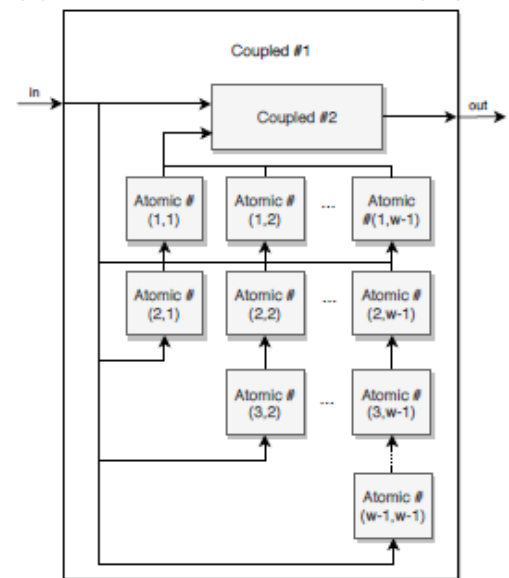 Coupled #1
in
Coupled #2
out
Atomic #
(1,1)
Atomic #
(1,2)
...
Atomic
#(1,w-1)
Atomic #
(2,1)
Atomic #
(2,2)
...
Atomic #
(2,w-1)
Atomic #
(3,2)
...
Atomic #
(3,w-1)
Atomic #
(w-1,w-1)